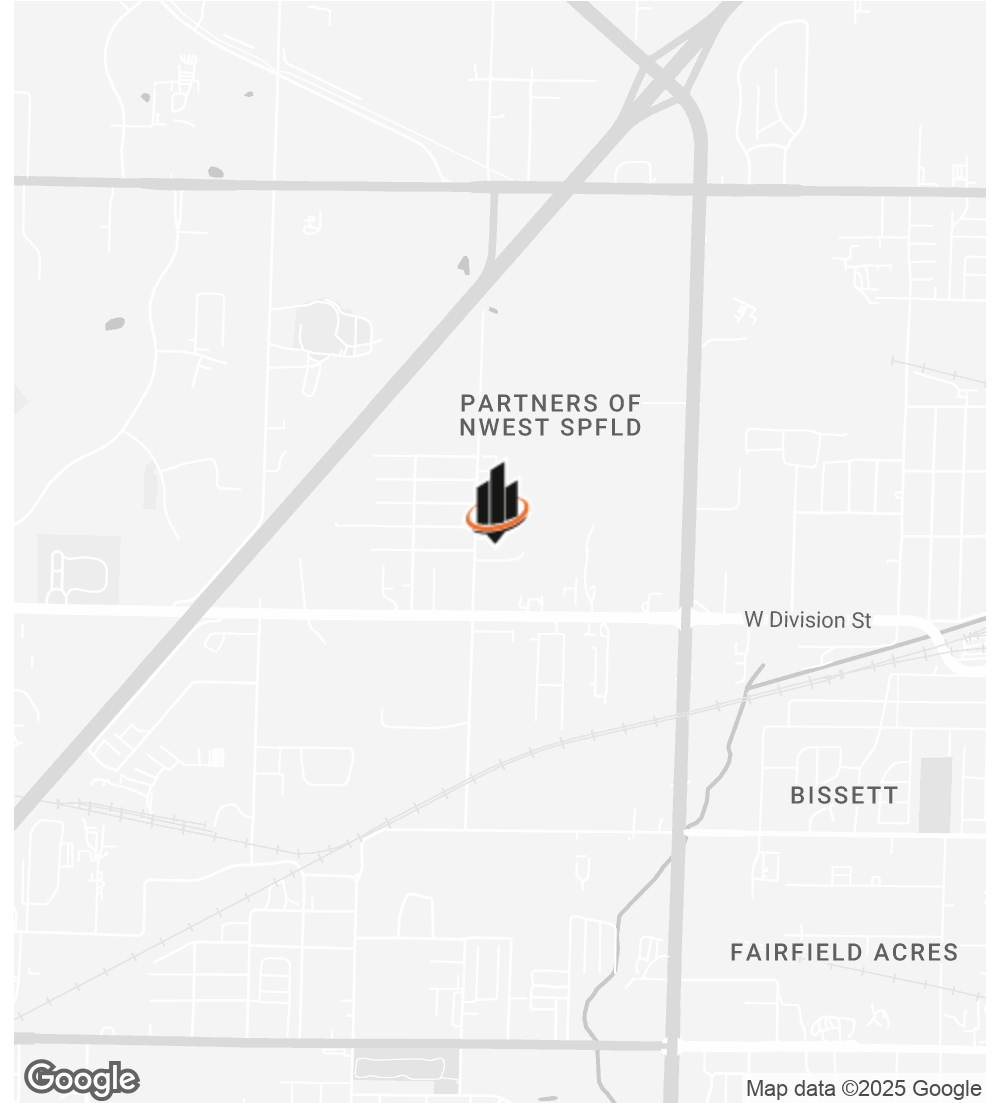 PARTNERS OF
NWEST SPFLD
W Division St
BISSETT
FAIRFIELD ACRES
Google
Map data ©2025 Google